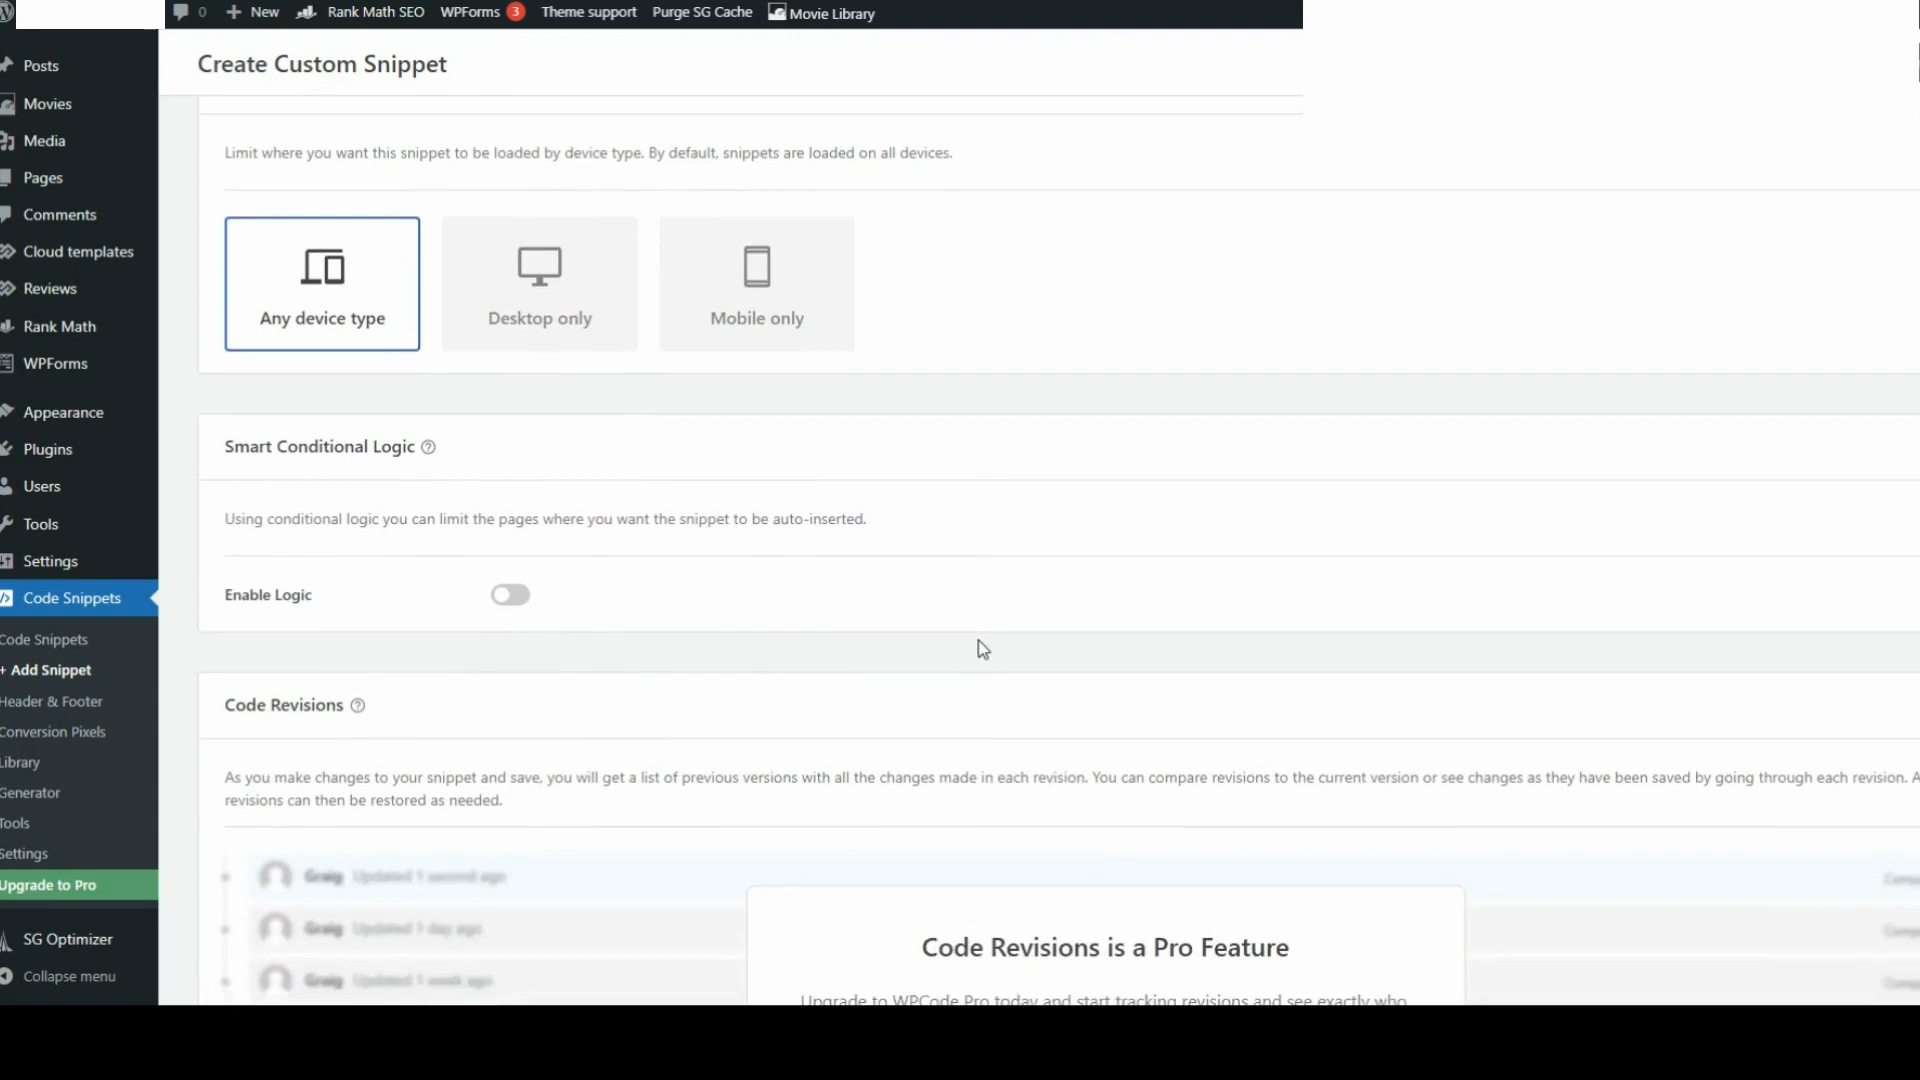 0 New Rank Math SEO WPForms 3 Theme support Purge SG Cache Movie Library
Posts
Movies
Media
Pages
Comments
Cloud templates
Reviews
Rank Math
WPForms
Appearance
Plugins
Users
Tools
Settings
Code Snippets
Code Snippets
+ Add Snippet
Header & Footer
Conversion Pixels
Library
Generator
Tools
Settings
Upgrade to Pro
SG Optimizer
Collapse menu
Create Custom Snippet
Limit where you want this snippet to be loaded by device type. By default, snippets are loaded on all devices.
Any device type
Desktop only
Mobile only
Smart Conditional Logic
Using conditional logic you can limit the pages where you want the snippet to be auto-inserted.
Enable Logic
Code Revisions
As you make changes to your snippet and save, you will get a list of previous versions with all the changes made in each revision. You can compare revisions to the current version or see changes as they have been saved by going through each revision. A
revisions can then be restored as needed.
Updated 1 second ago
Updated 1 day ago
Updated 1 week ago
Code Revisions is a Pro Feature
Upgrade to WPCode Pro today and start tracking revisions and see exactly who